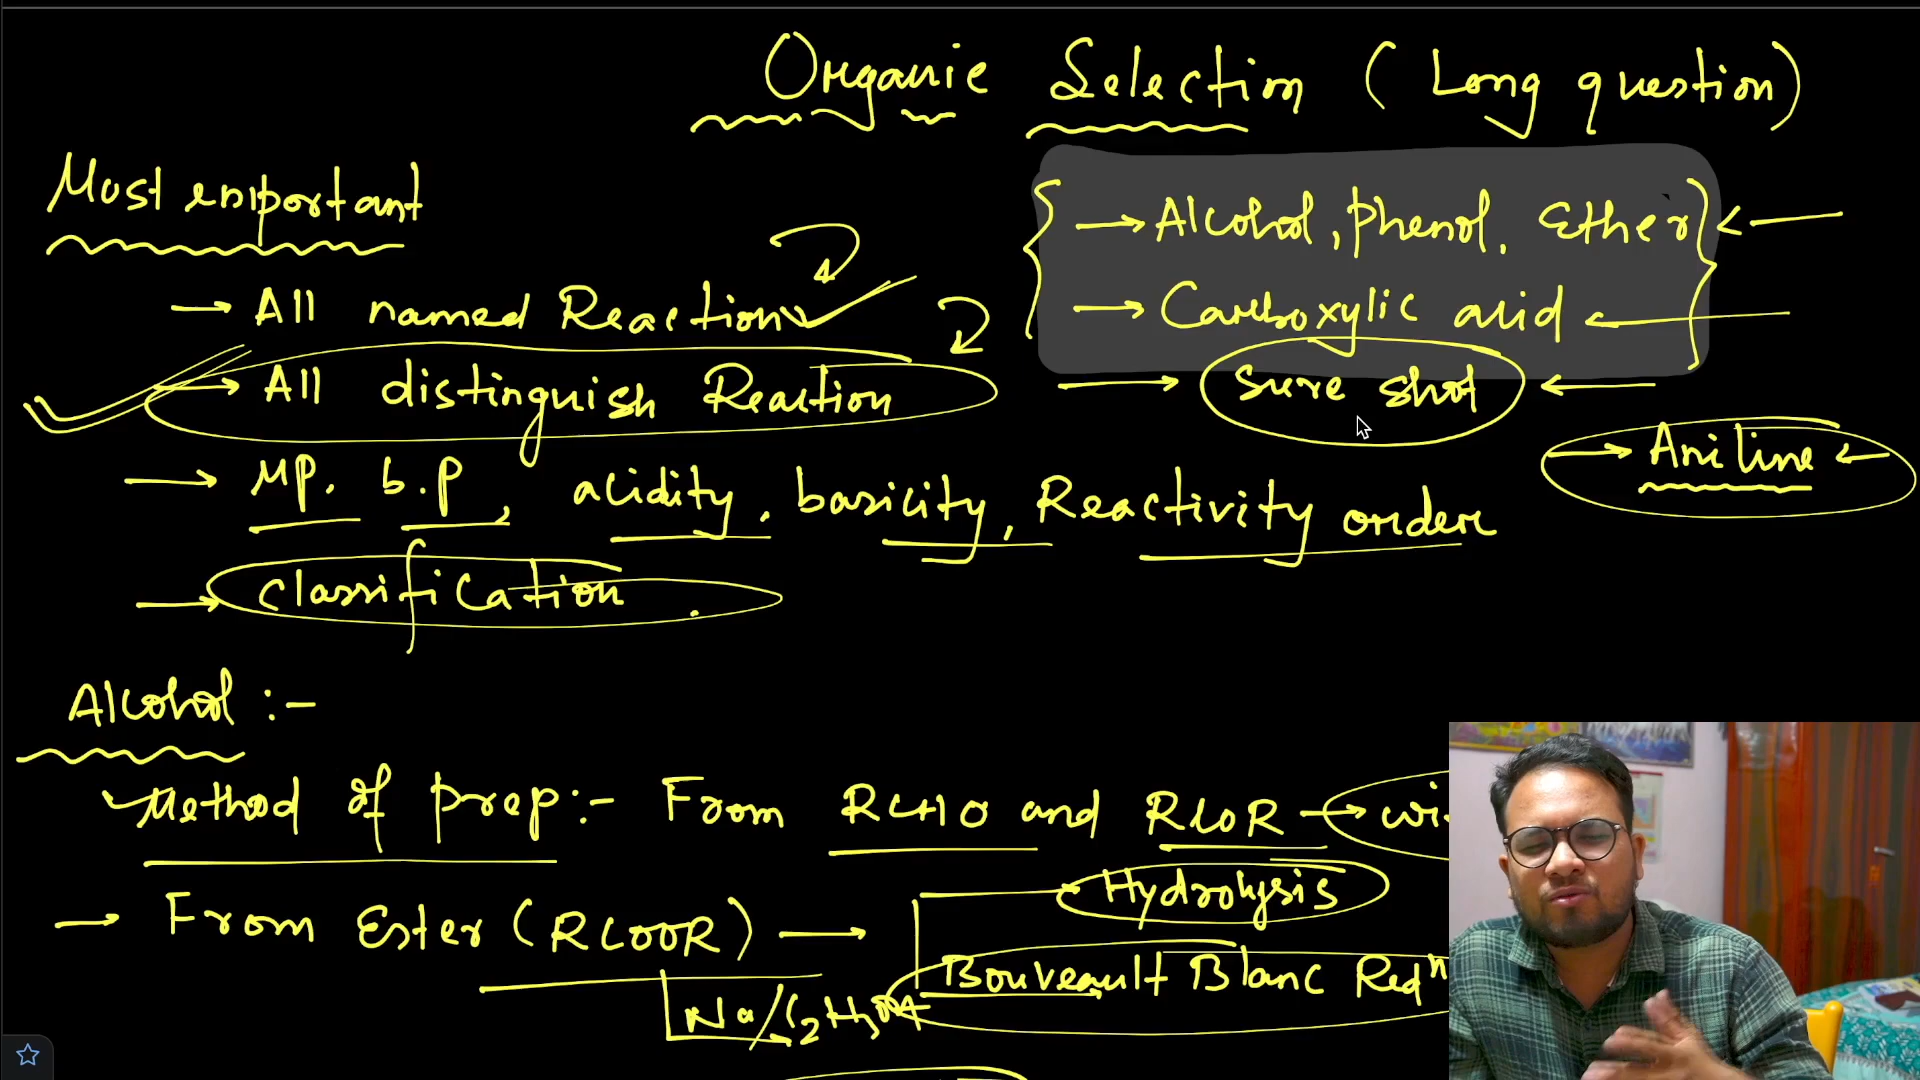 Organic Selection (Long question)
Most important
→ All named Reaction
→ All distinguish Reaction
→ MP. b.p, acidity, basicity, Reactivity order
→ classification
→ Alcohol, phenol, Ether ←
→ Carboxylic acid ←
→ Sure shot ←
→ Aniline ←
Alcohol :-
Method of prep:- From RCHO and RCOR →
→ From Ester (RCOOR) → Hydrolysis
Bouveault Blanc Redⁿ
Na/C₂H₅OH